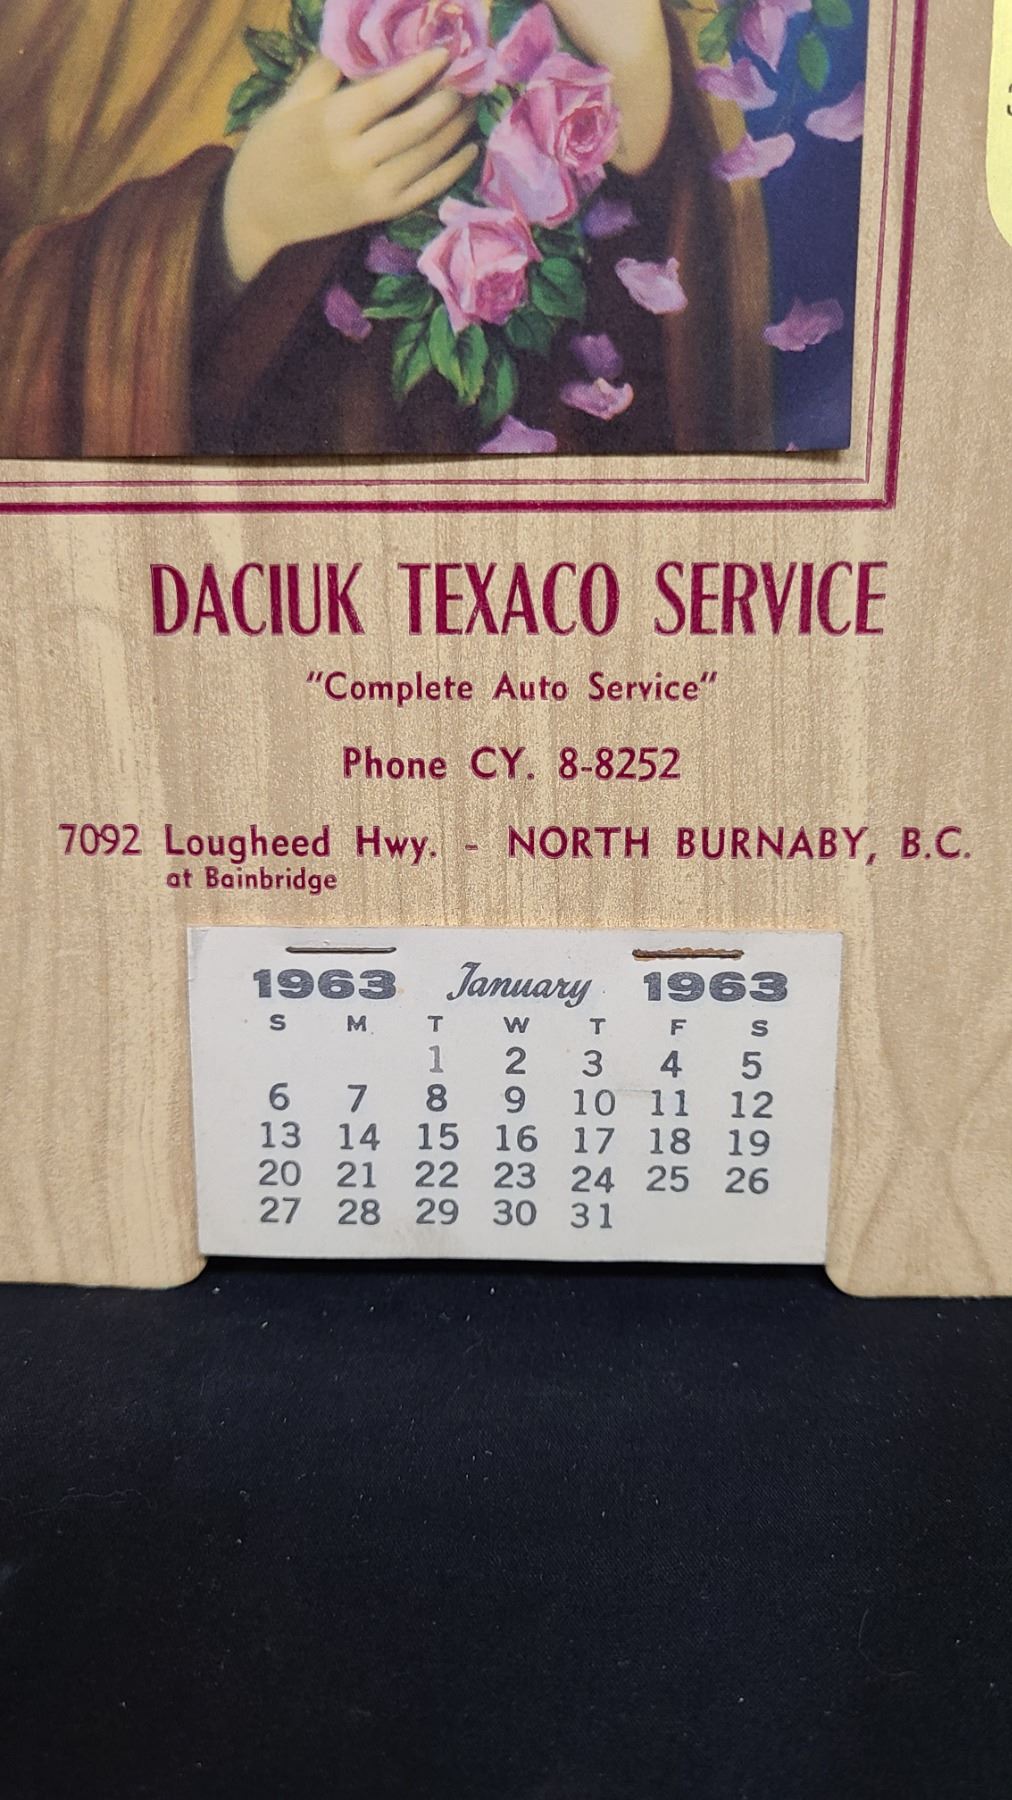 DACIUK TEXACO SERVICE
"Complete Auto Service"
Phone CY. 8-8252
7092 Lougheed Hwy. - NORTH BURNABY, B.C.
at Bainbridge
1963 January 1963
S M T W T F S
1 2 3 4 5
6 7 8 9 10 11 12
13 14 15 16 17 18 19
20 21 22 23 24 25 26
27 28 29 30 31